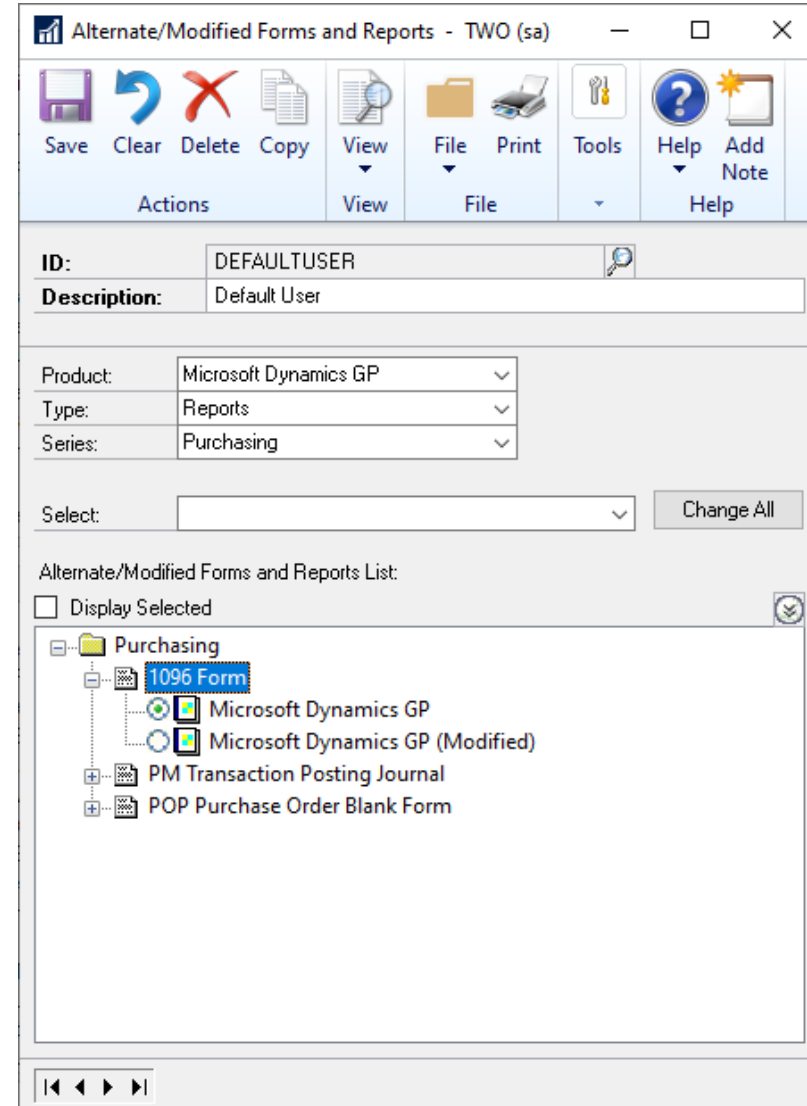 Alternate/Modified Forms and Reports - TWO (sa)
Save Clear Delete Copy View File Print Tools Help Add Note
Actions View File Help
ID: DEFAULTUSER
Description: Default User
Product: Microsoft Dynamics GP
Type: Reports
Series: Purchasing
Select: Change All
Alternate/Modified Forms and Reports List:
Display Selected
Purchasing
1096 Form
Microsoft Dynamics GP
Microsoft Dynamics GP (Modified)
PM Transaction Posting Journal
POP Purchase Order Blank Form